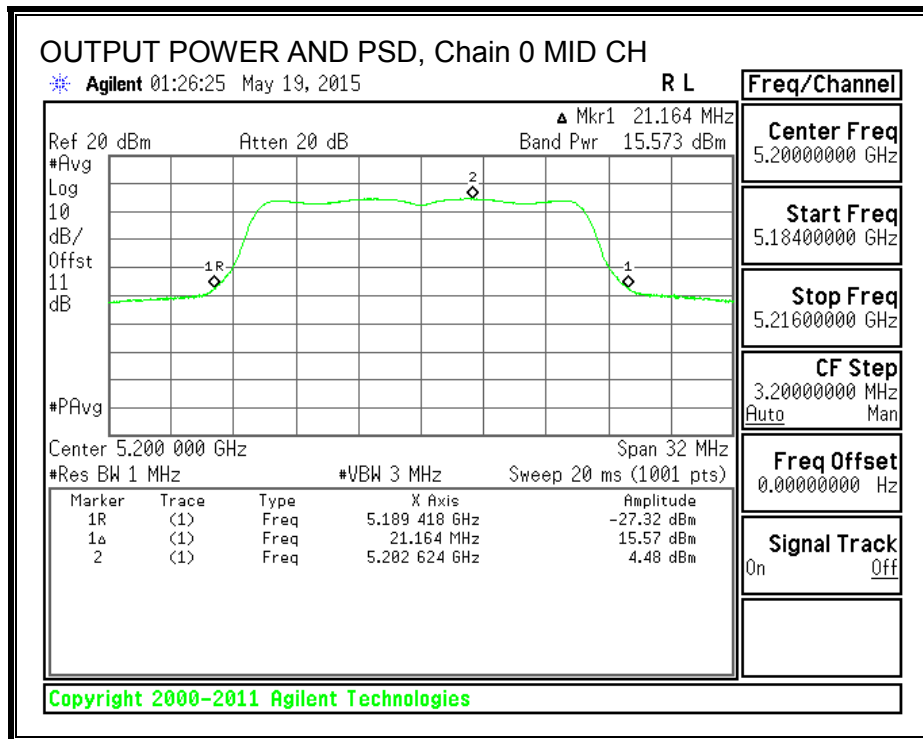 OUTPUT POWER AND PSD, Chain 0 MID CH
Agilent 01:26:25 May 19, 2015 R L
Δ Mkr1 21.164 MHz
Ref 20 dBm Atten 20 dB Band Pwr 15.573 dBm
#Avg
Log
10
dB/
Offst
11
dB
#PAvg
2
1R
1
Center 5.200 000 GHz Span 32 MHz
#Res BW 1 MHz #VBW 3 MHz Sweep 20 ms (1001 pts)
Marker Trace Type X Axis Amplitude
1R (1) Freq 5.189 418 GHz -27.32 dBm
1Δ (1) Freq 21.164 MHz 15.57 dBm
2 (1) Freq 5.202 624 GHz 4.48 dBm
Freq/Channel
Center Freq
5.20000000 GHz
Start Freq
5.18400000 GHz
Stop Freq
5.21600000 GHz
CF Step
3.20000000 MHz
Auto Man
Freq Offset
0.00000000 Hz
Signal Track
On Off
Copyright 2000-2011 Agilent Technologies